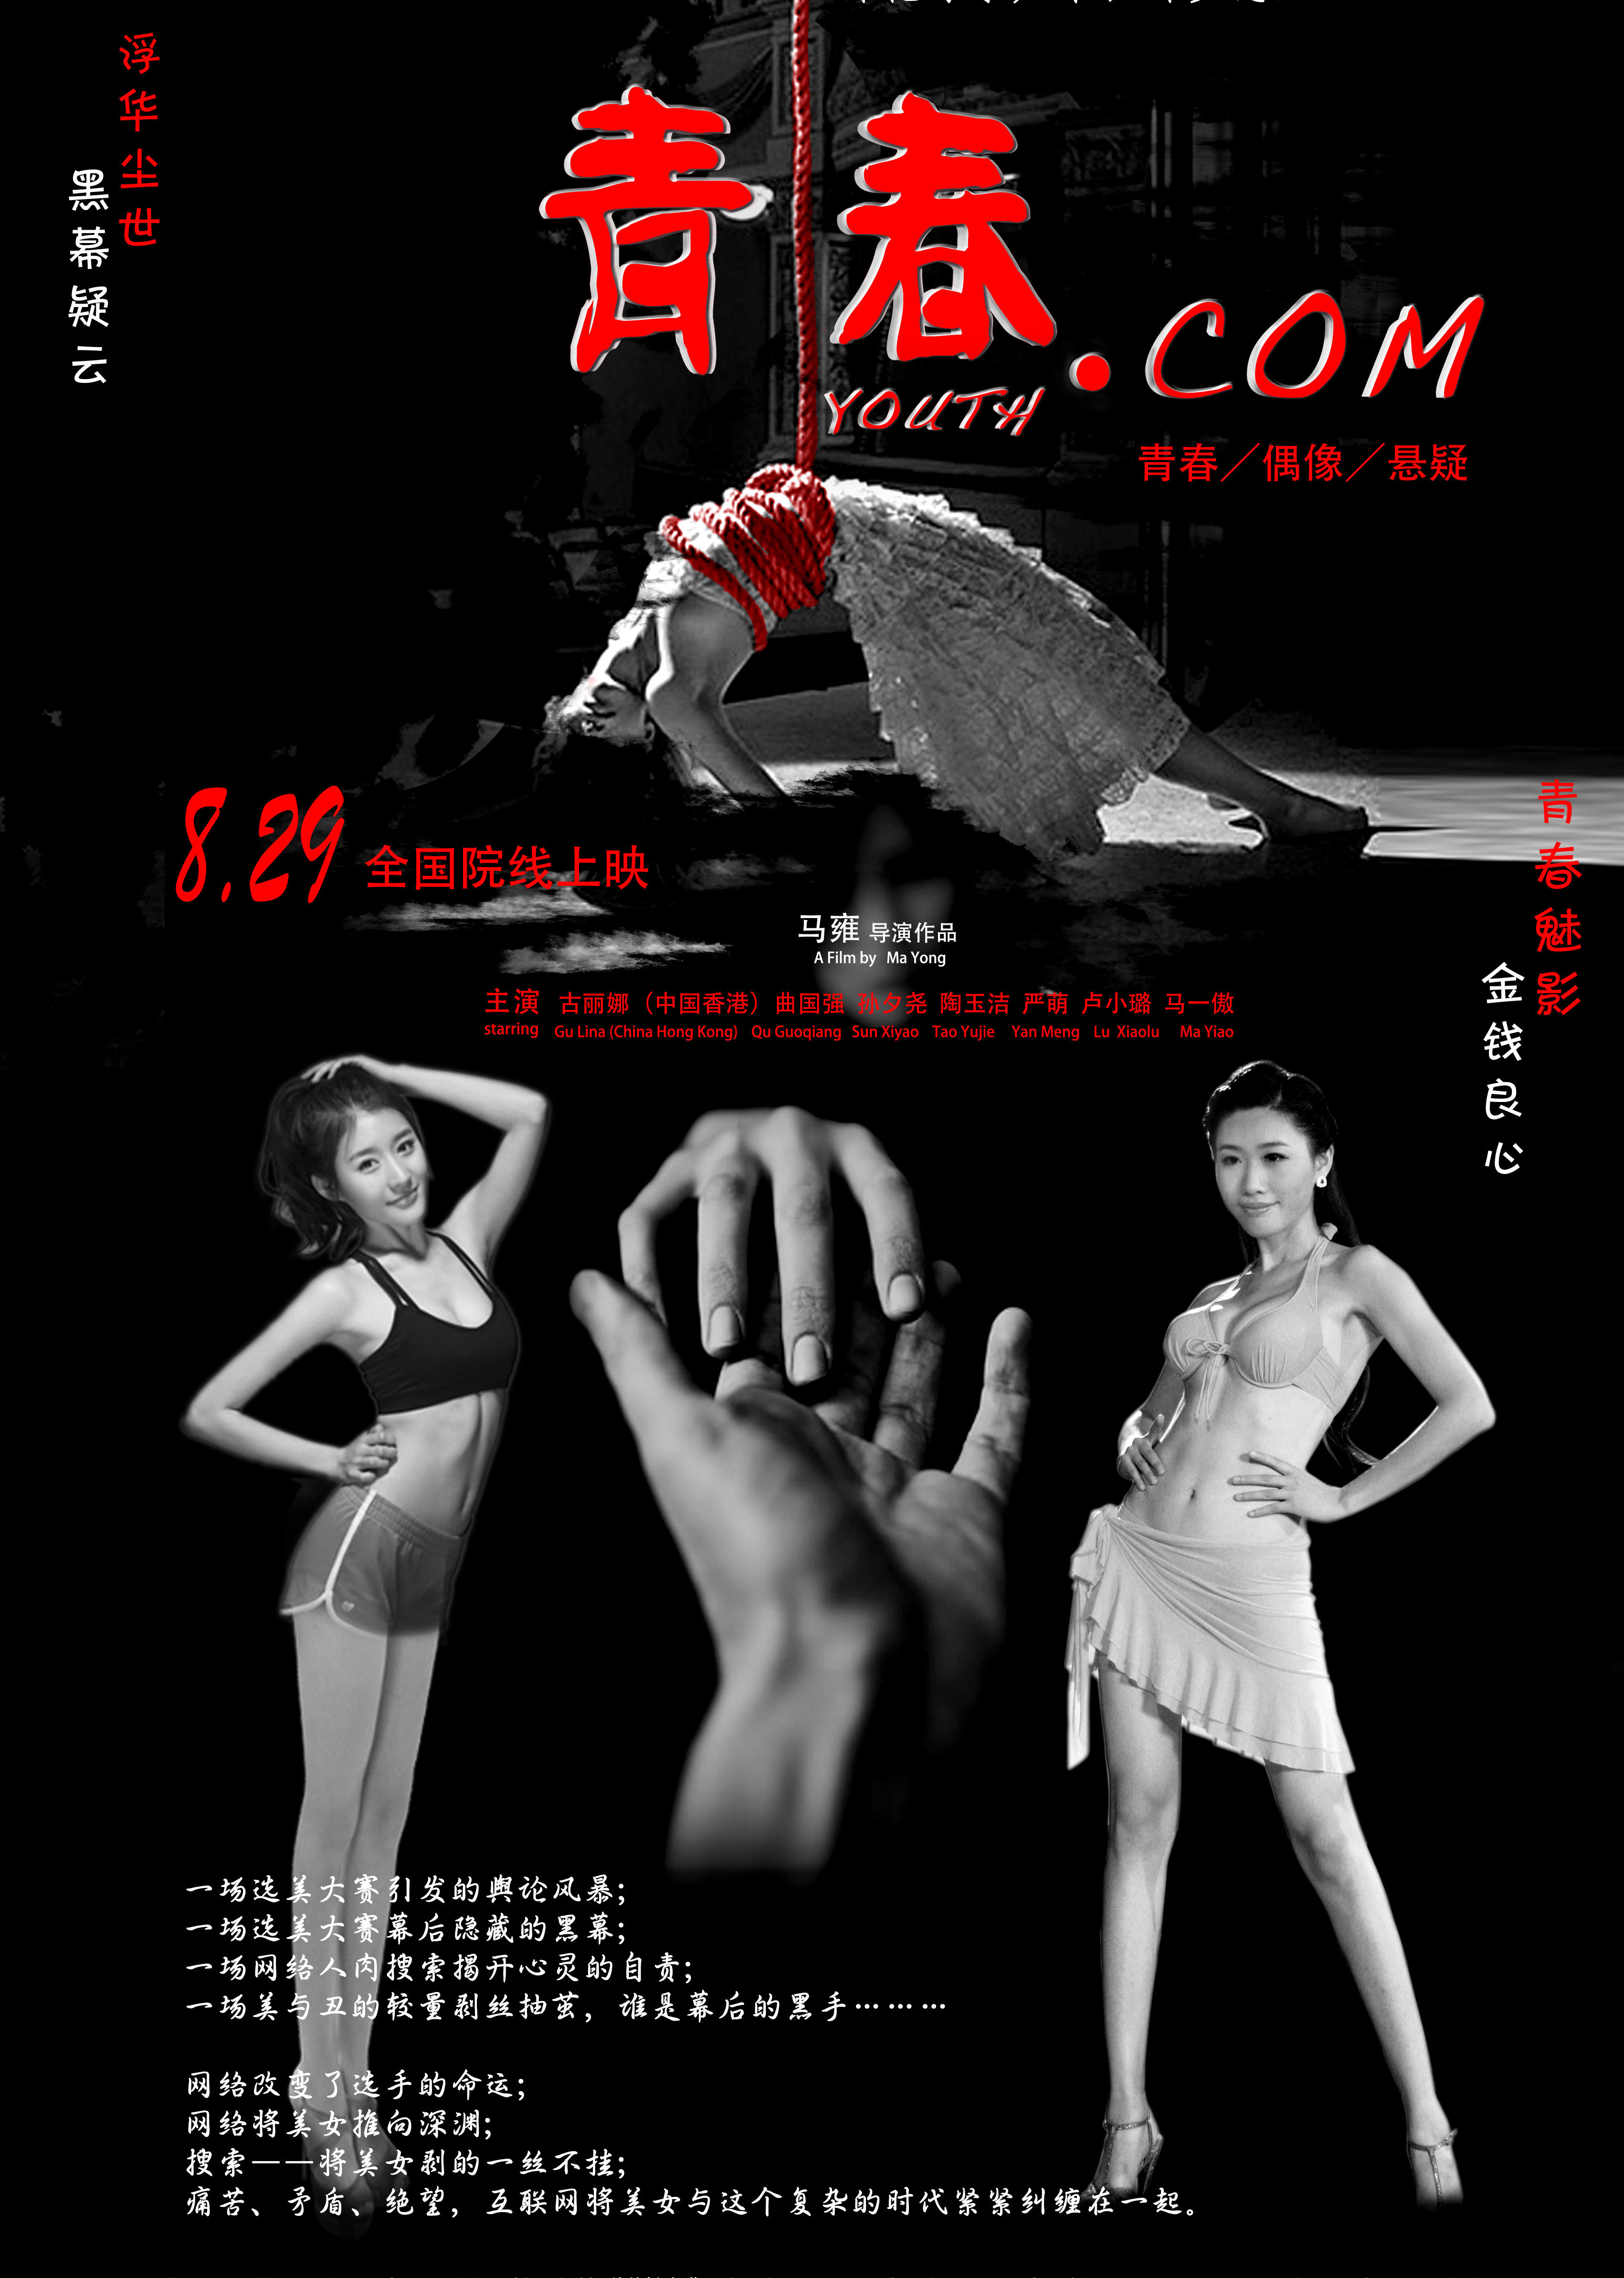 浮华尘世
黑幕疑云
青春
.COM
YOUTH
青春／偶像／悬疑
8.29 全国院线上映
青春魅影
金钱良心
马雍 导演作品
A Film by Ma Yong
主演 古丽娜（中国香港） 曲国强 孙夕尧 陶玉洁 严萌 卢小璐 马一傲
starring Gu Lina (China Hong Kong) Qu Guoqiang Sun Xiyao Tao Yujie Yan Meng Lu Xiaolu Ma Yiao
一场选美大赛引发的舆论风暴；
一场选美大赛幕后隐藏的黑幕；
一场网络人肉搜索揭开心灵的自责；
一场美与丑的较量剥丝抽茧，谁是幕后的黑手………
网络改变了选手的命运；
网络将美女推向深渊；
搜索——将美女剥的一丝不挂；
痛苦、矛盾、绝望，互联网将美女与这个复杂的时代紧紧纠缠在一起。